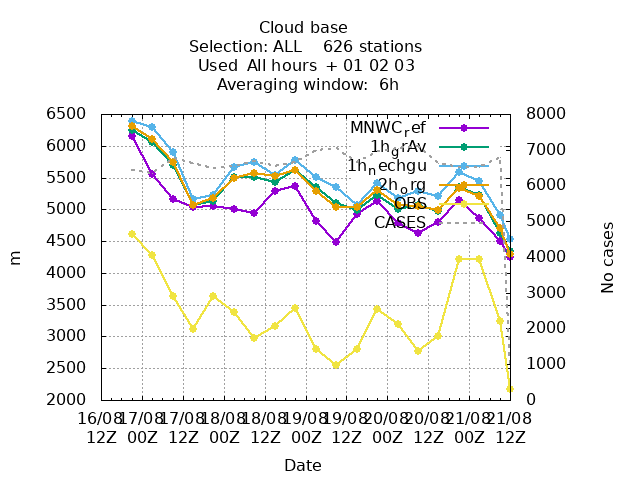 Cloud base
Selection: ALL    626 stations
Used  All hours  + 01 02 03
Averaging window:  6h
6500
6000
5500
5000
4500
4000
3500
3000
2500
2000
m
8000
7000
6000
5000
4000
3000
2000
1000
0
No cases
MNWC_ref
1h_grAv
1h_nechgu
2h_org
OBS
CASES
16/08 17/08 17/08 18/08 18/08 19/08 19/08 20/08 20/08 21/08 21/08
12Z 00Z 12Z 00Z 12Z 00Z 12Z 00Z 12Z 00Z 12Z
Date